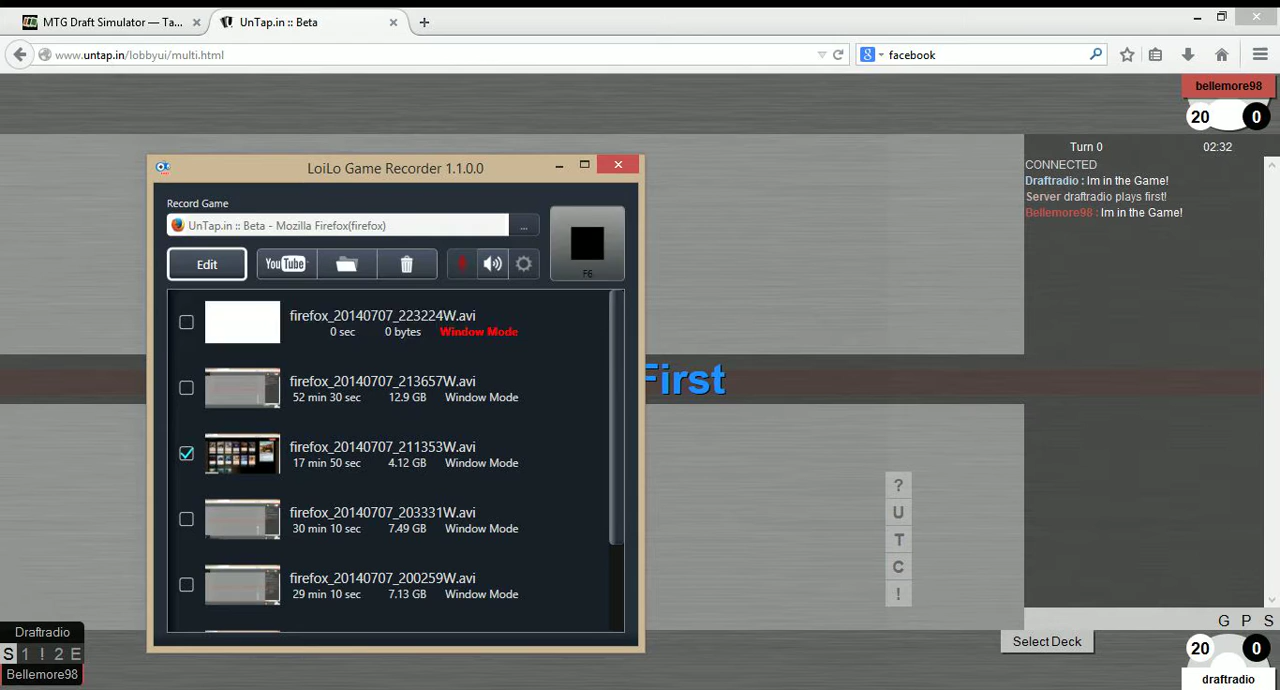 MTG Draft Simulator — Ta...
UnTap.in :: Beta
www.untap.in/lobbyui/multi.html
facebook
bellemore98
20 0
Turn 0 02:32
CONNECTED
Draftradio : Im in the Game!
Server draftradio plays first!
Bellemore98 : Im in the Game!
LoiLo Game Recorder 1.1.0.0
Record Game
UnTap.in :: Beta - Mozilla Firefox(firefox)
...
F6
Edit
YouTube
firefox_20140707_223224W.avi
0 sec 0 bytes Window Mode
firefox_20140707_213657W.avi
52 min 30 sec 12.9 GB Window Mode
First
firefox_20140707_211353W.avi
17 min 50 sec 4.12 GB Window Mode
firefox_20140707_203331W.avi
30 min 10 sec 7.49 GB Window Mode
firefox_20140707_200259W.avi
29 min 10 sec 7.13 GB Window Mode
?
U
T
C
!
G P S
Select Deck
Draftradio
S 1 ! 2 E
Bellemore98
20 0
draftradio